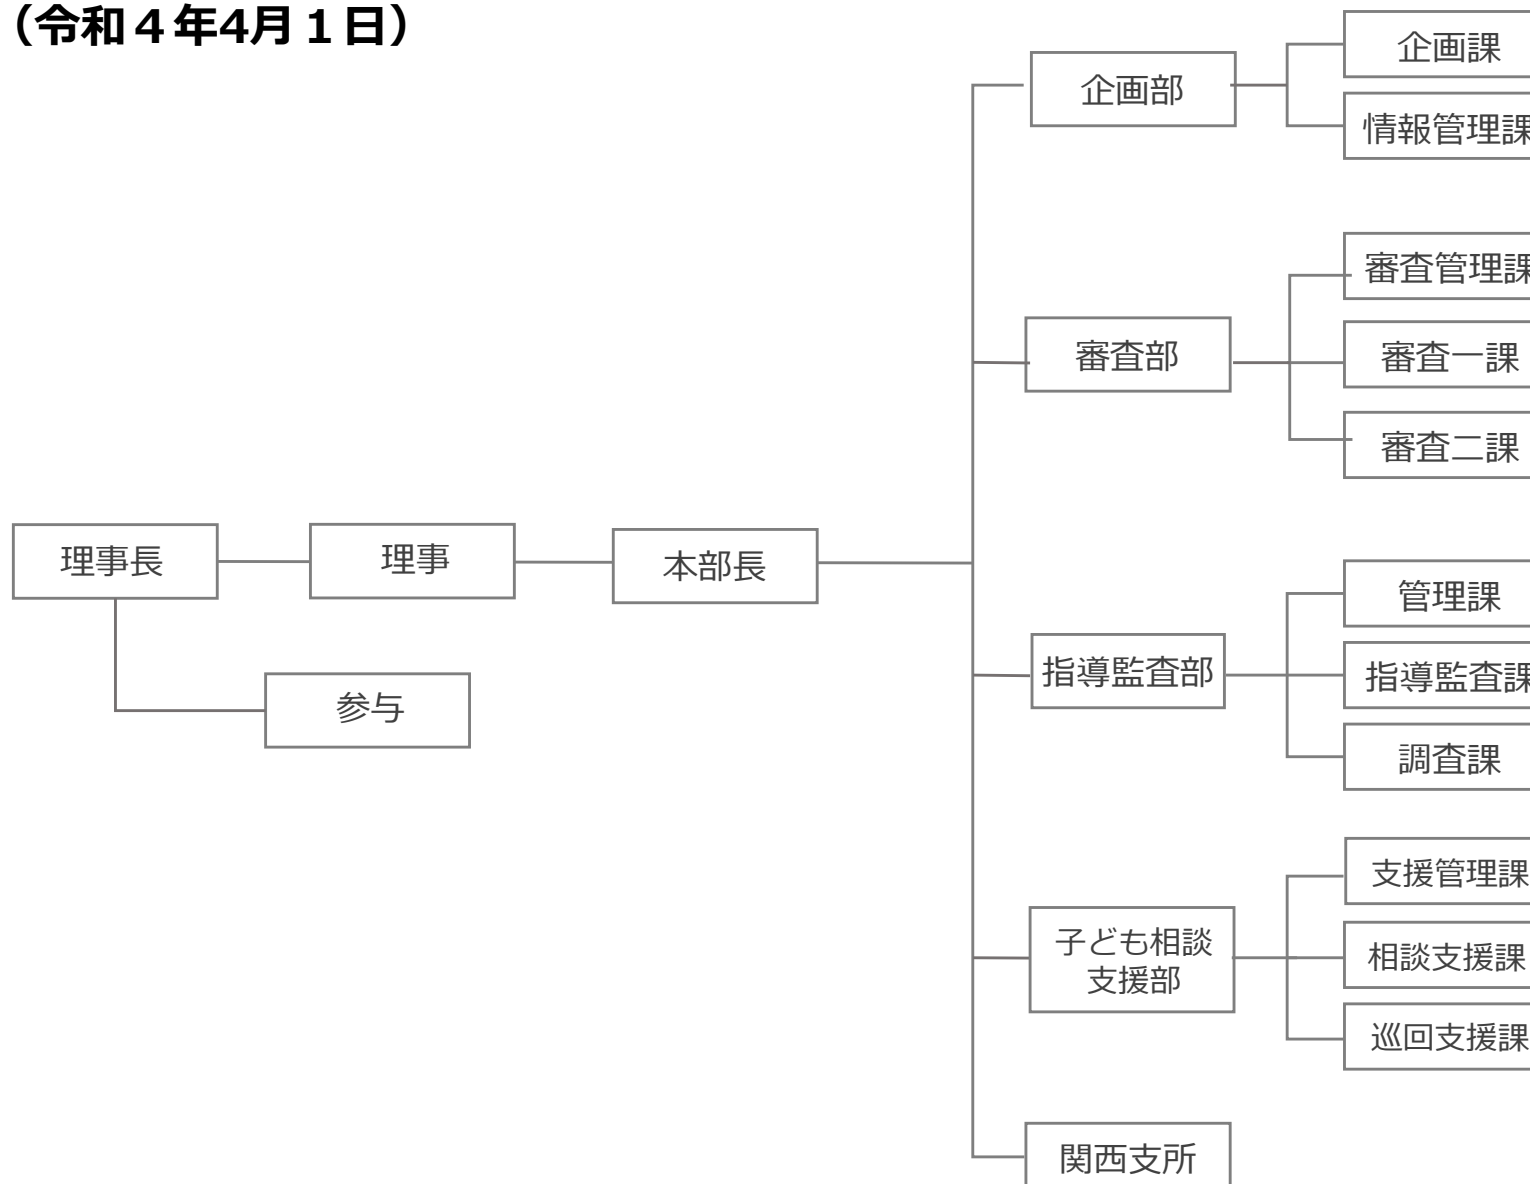 （令和４年4月１日）
企画部
企画課
情報管理課
審査部
審査管理課
審査一課
審査二課
理事長
理事
本部長
参与
指導監査部
管理課
指導監査課
調査課
子ども相談
支援部
支援管理課
相談支援課
巡回支援課
関西支所